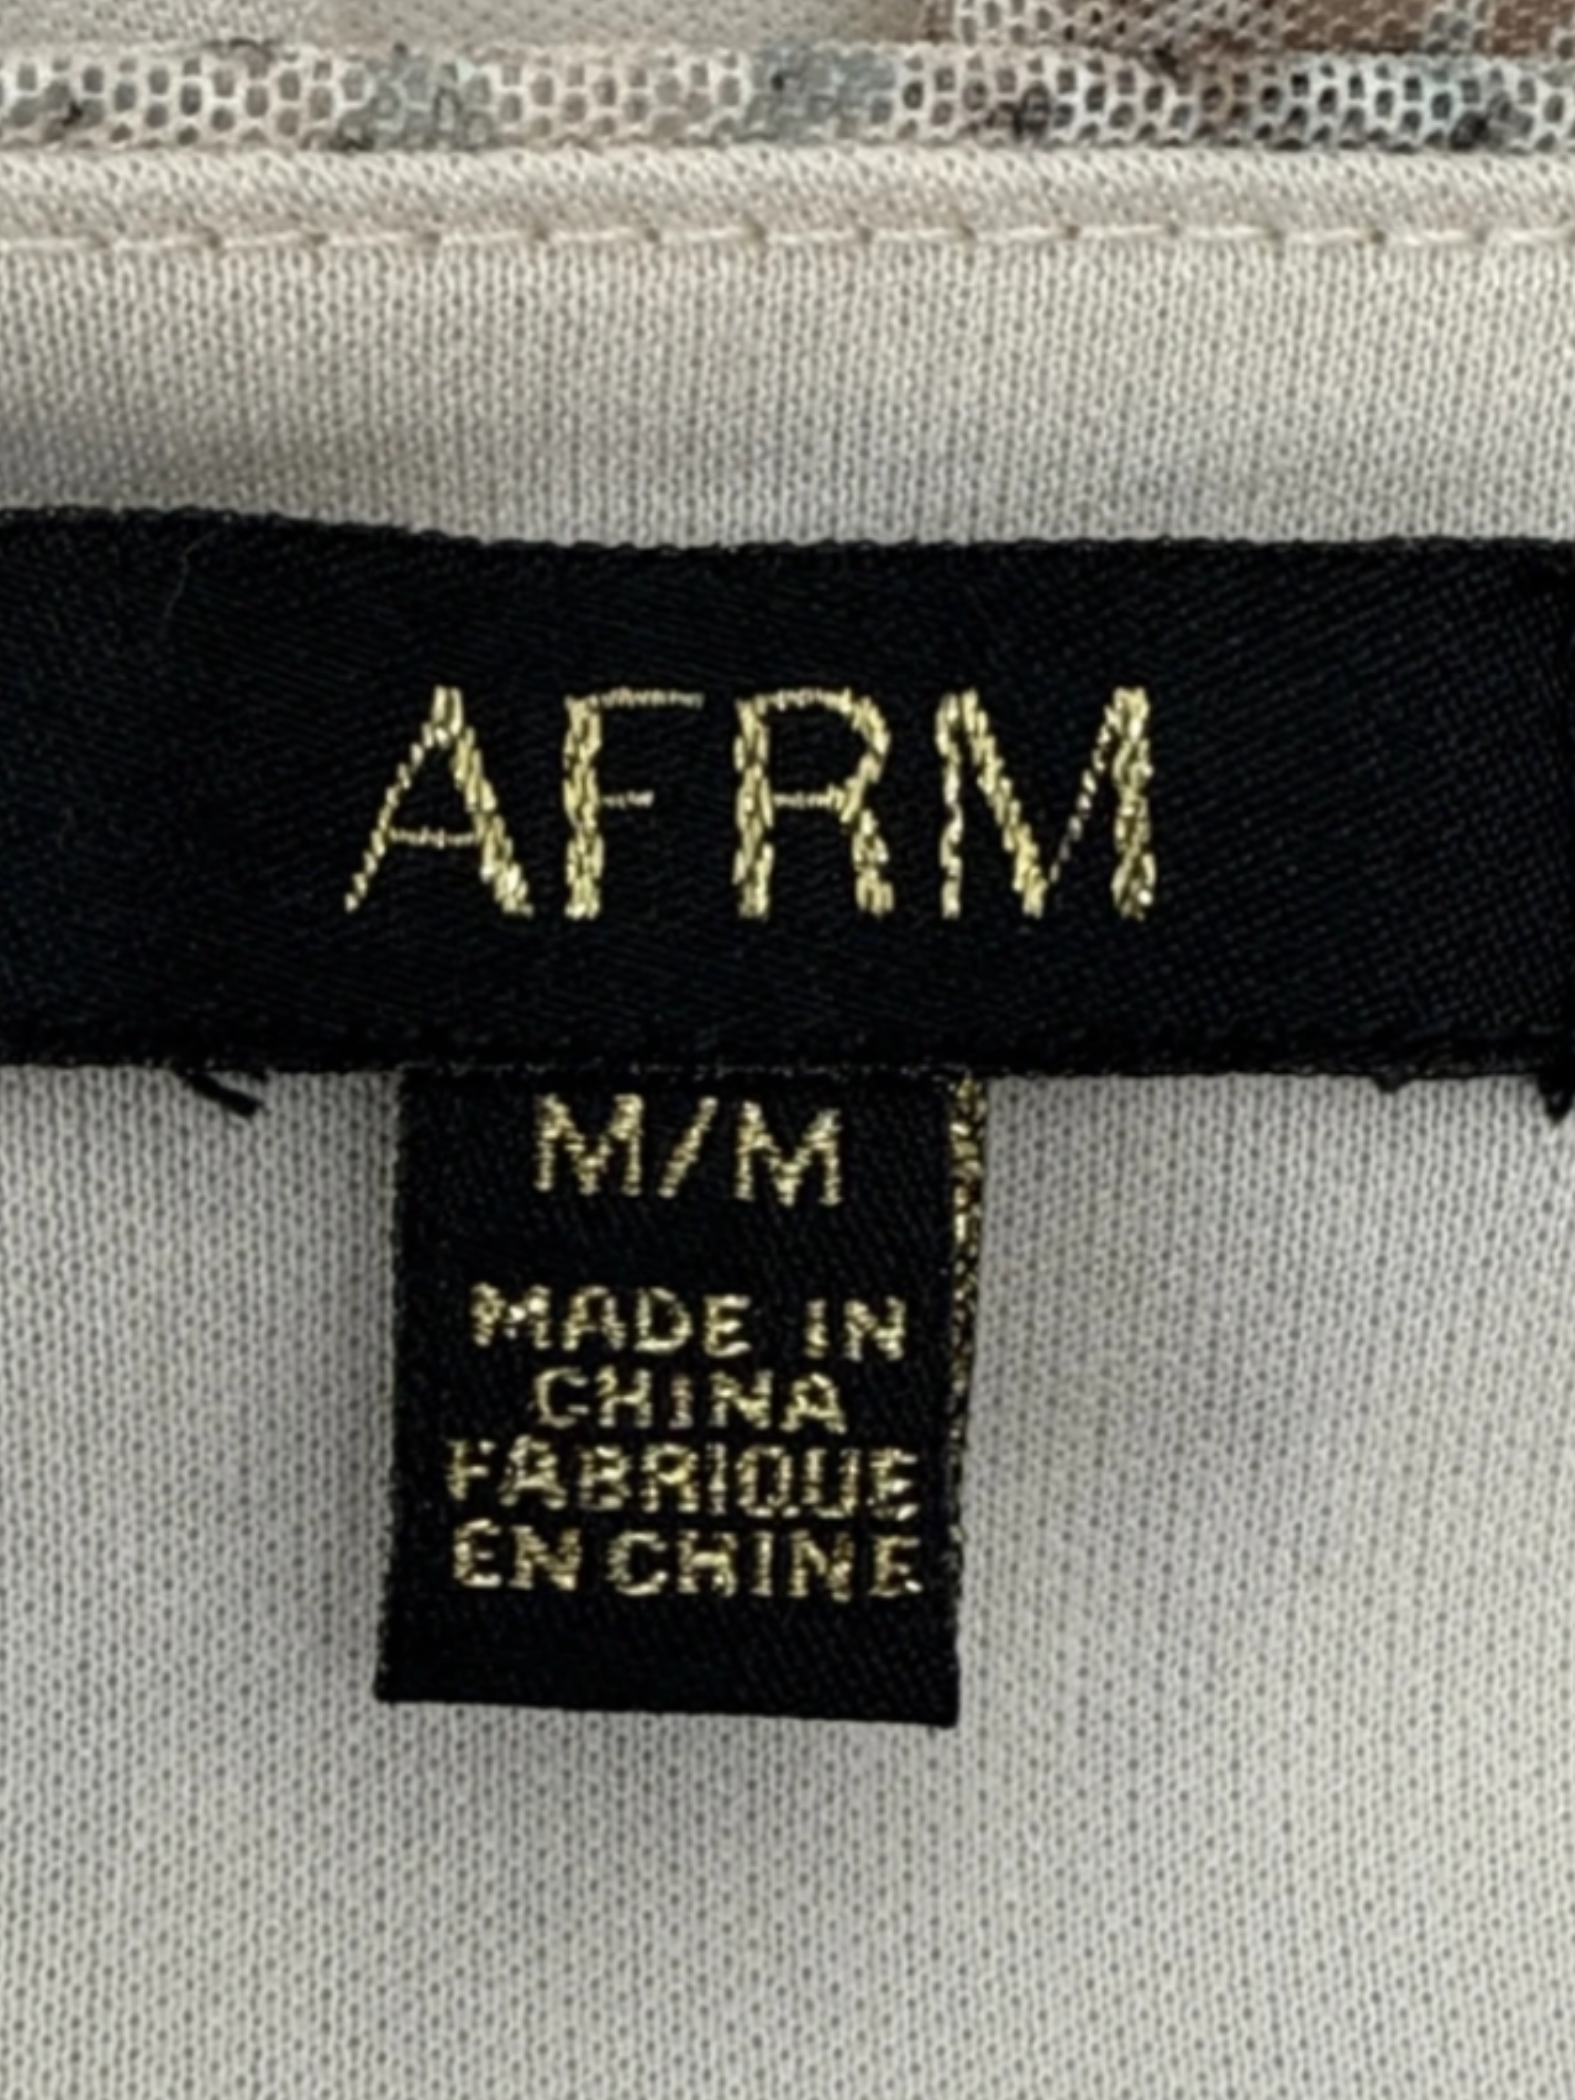 AFRM
M/M
MADE IN
CHINA
FABRIQUE
EN CHINE